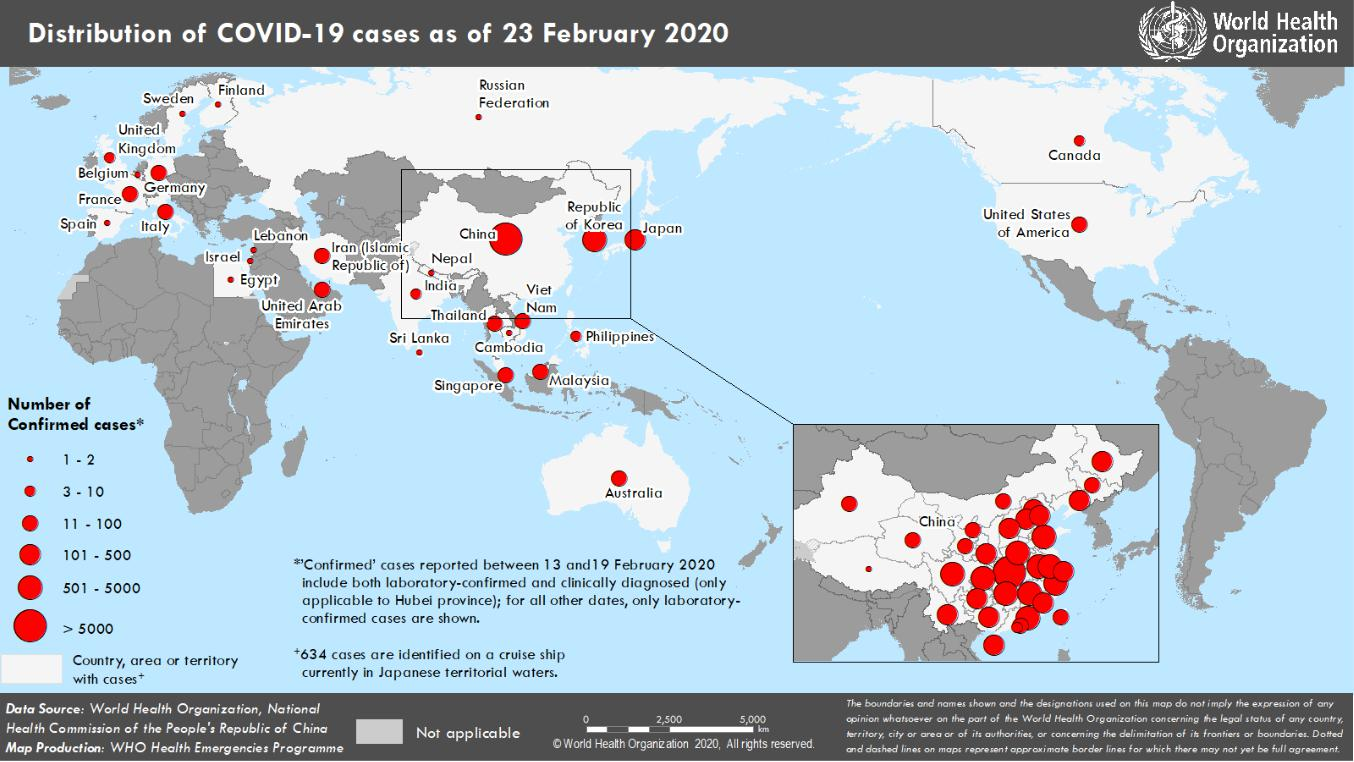 Distribution of COVID-19 cases as of 23 February 2020
World Health
Organization
Russian
Federation
Finland
Sweden
United
Kingdom
Belgium
Germany
France
Spain
Italy
Lebanon
Israel
Egypt
Iran (Islamic
Republic of)
United Arab
Emirates
China
Republic
of Korea
Japan
Nepal
India
Viet
Nam
Thailand
Sri Lanka
Cambodia
Philippines
Singapore
Malaysia
Australia
Canada
United States
of America
China
Number of
Confirmed cases*
1 - 2
3 - 10
11 - 100
101 - 500
501 - 5000
> 5000
Country, area or territory
with cases+
*'Confirmed' cases reported between 13 and19 February 2020
include both laboratory-confirmed and clinically diagnosed (only
applicable to Hubei province); for all other dates, only laboratory-
confirmed cases are shown.
+634 cases are identified on a cruise ship
currently in Japanese territorial waters.
Data Source: World Health Organization, National
Health Commission of the People's Republic of China
Map Production: WHO Health Emergencies Programme
Not applicable
0 2,500 5,000
km
© World Health Organization 2020, All rights reserved.
The boundaries and names shown and the designations used on this map do not imply the expression of any
opinion whatsoever on the part of the World Health Organization concerning the legal status of any country,
territory, city or area or of its authorities, or concerning the delimitation of its frontiers or boundaries. Dotted
and dashed lines on maps represent approximate border lines for which there may not yet be full agreement.